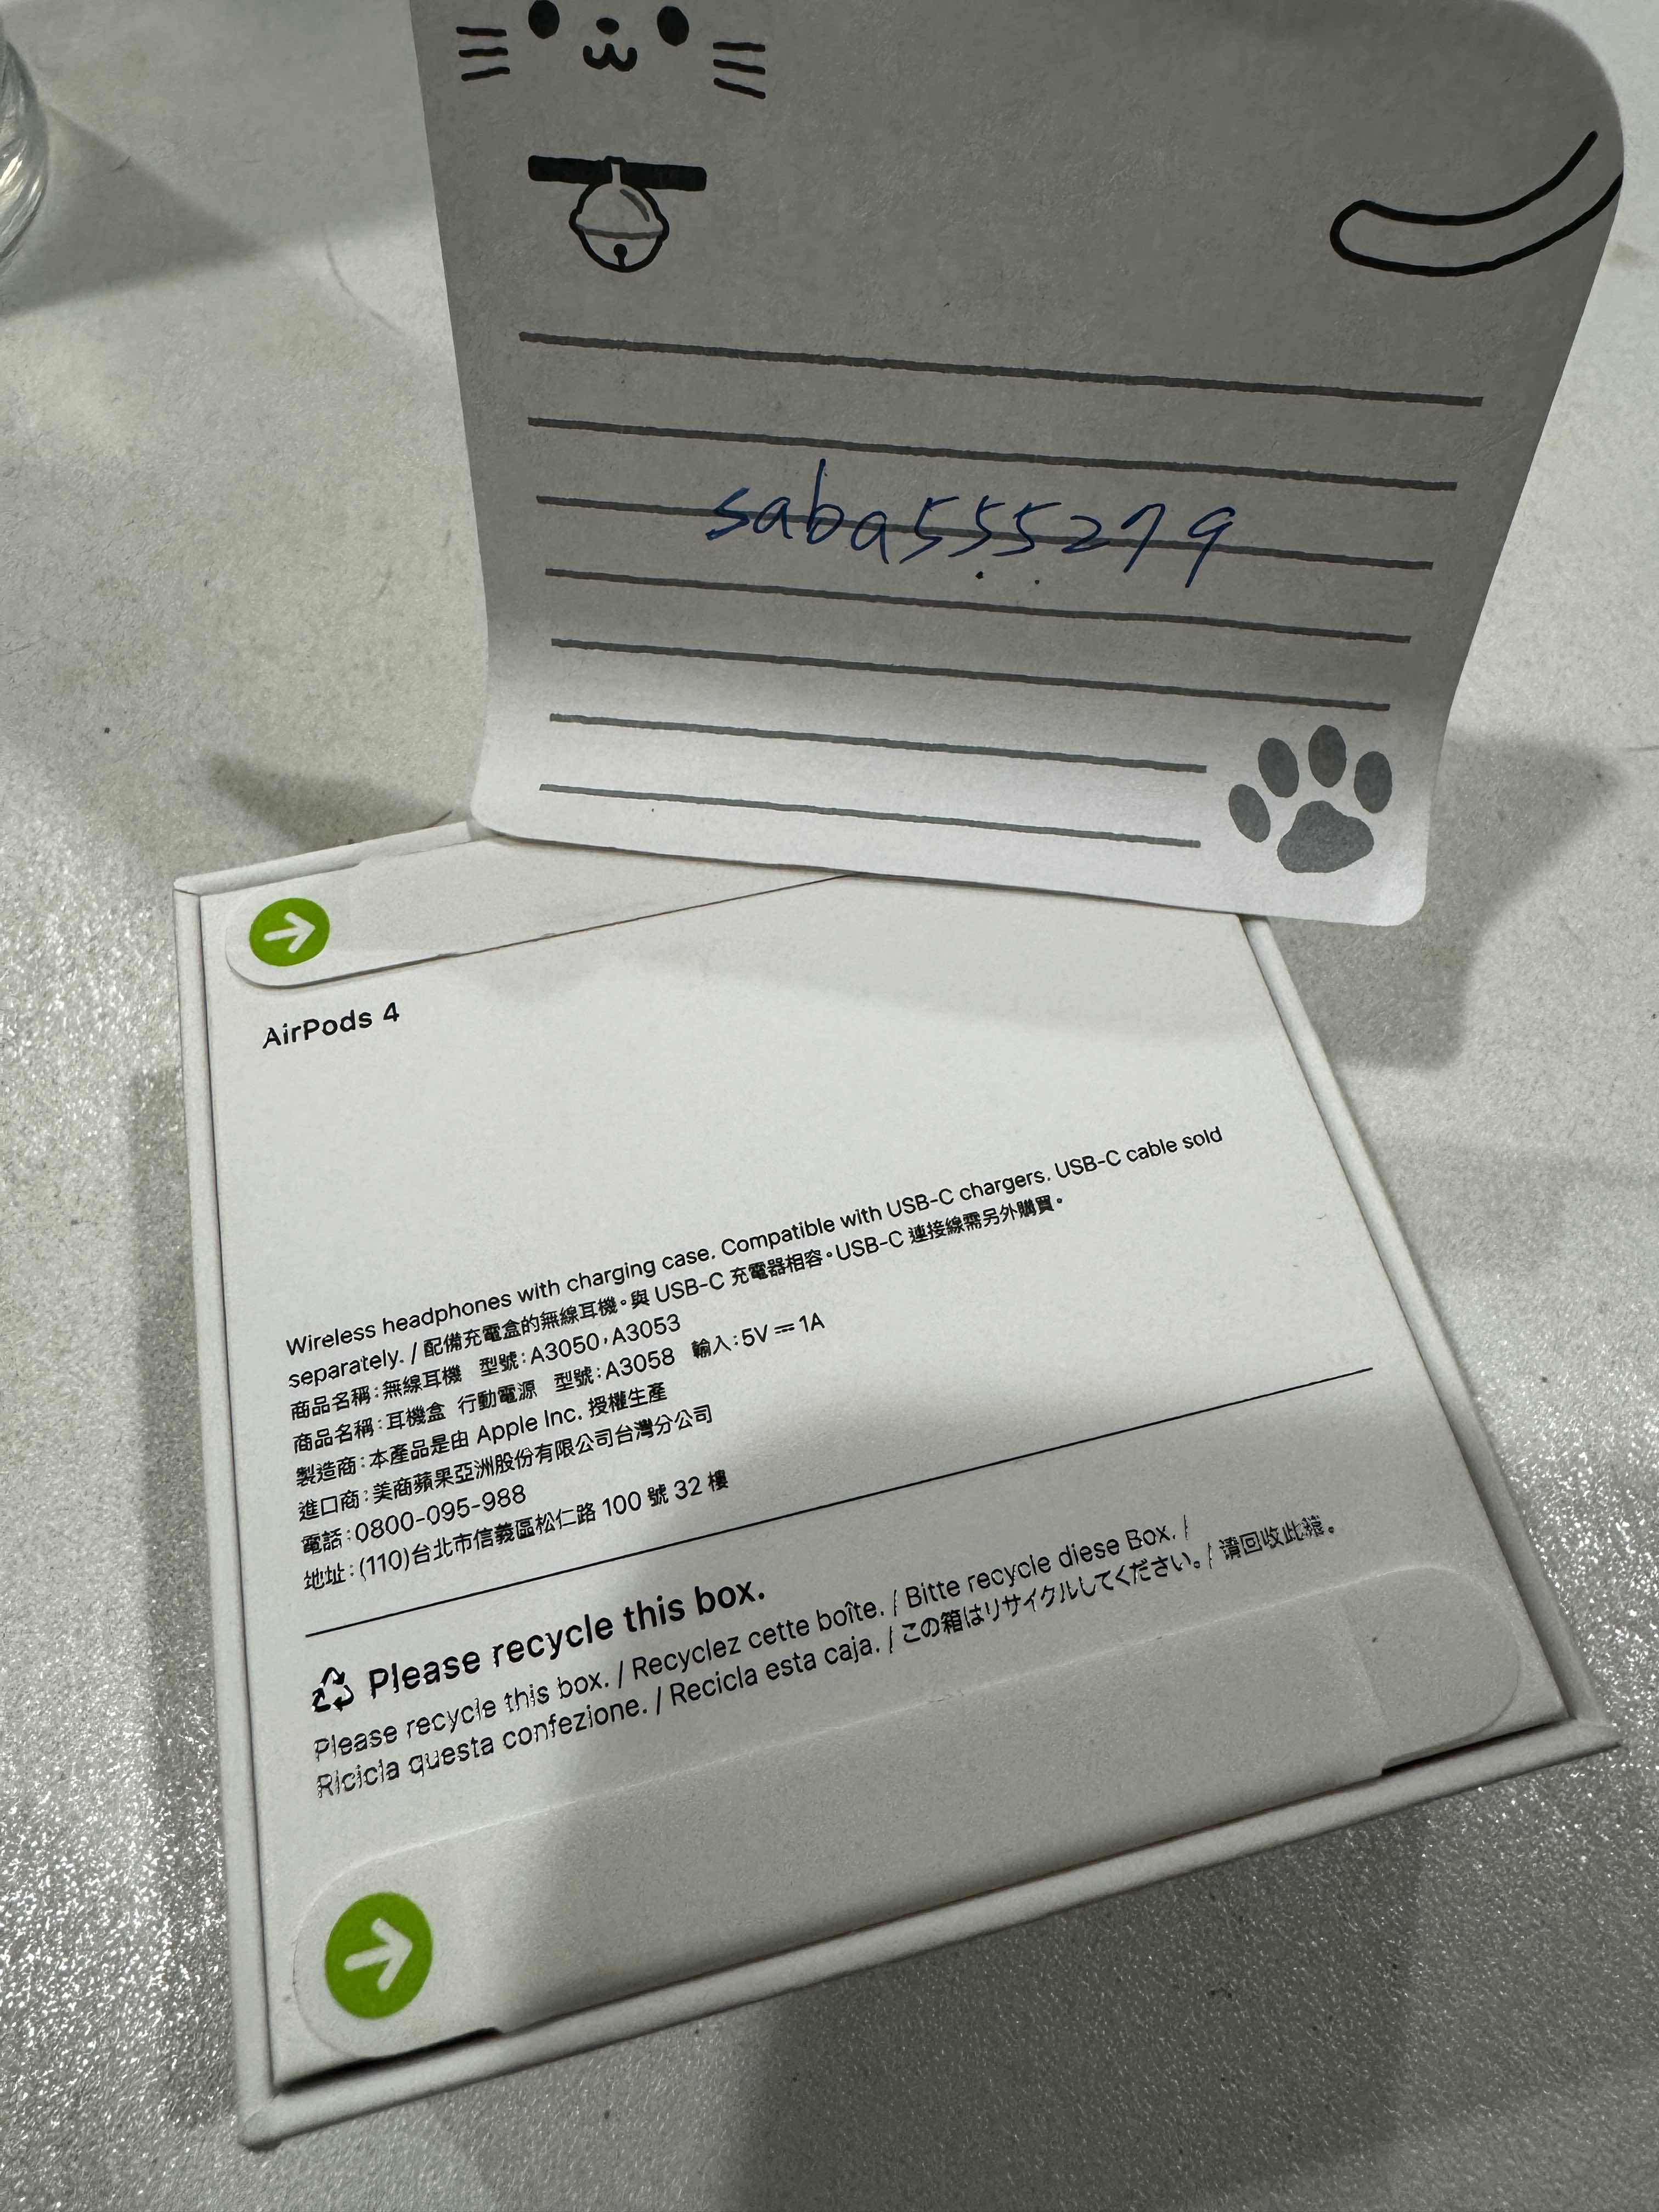 saba555279
AirPods 4
Wireless headphones with charging case. Compatible with USB-C chargers. USB-C cable sold
separately. / 配備充電盒的無線耳機。與 USB-C 充電器相容。USB-C 連接線需另外購買。
商品名稱：無線耳機 型號：A3050，A3053
商品名稱：耳機盒 行動電源 型號：A3058 輸入：5V⎓1A
製造商：本產品是由 Apple Inc. 授權生產
進口商：美商蘋果亞洲股份有限公司台灣分公司
電話：0800-095-988
地址：(110)台北市信義區松仁路 100 號 32 樓
Please recycle this box.
Please recycle this box. / Recyclez cette boîte. / Bitte recycle diese Box. /
Ricicla questa confezione. / Recicla esta caja. / この箱はリサイクルしてください。/ 请回收此箱。